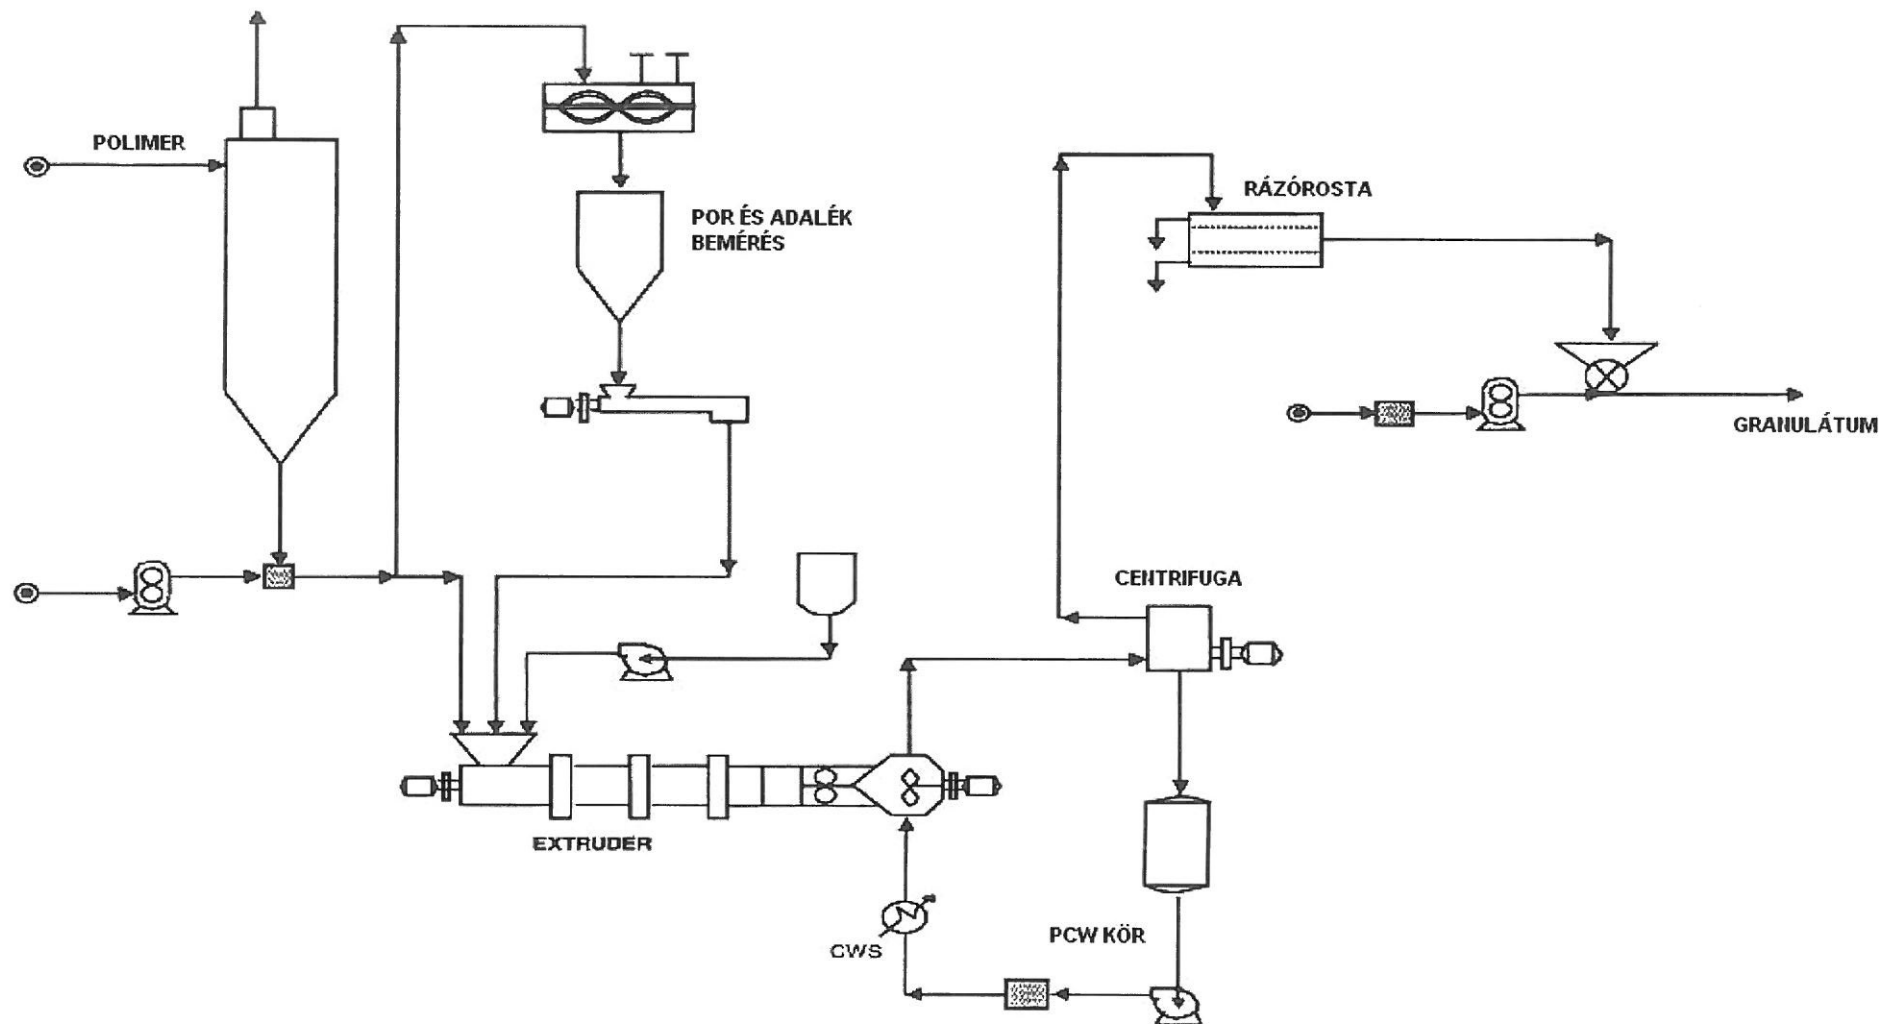 POLIMER
POR ÉS ADALÉK
BEMÉRÉS
RÁZÓROSTA
GRANULÁTUM
CENTRIFUGA
EXTRUDER
PCW KÖR
CWS